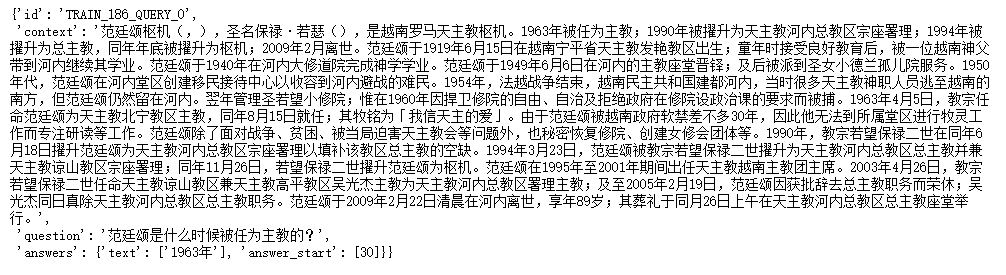 {'id': 'TRAIN_186_QUERY_0',
'context': '范廷颂枢机（，），圣名保禄·若瑟（），是越南罗马天主教枢机。1963年被任为主教；1990年被擢升为天主教河内总教区宗座署理；1994年被
擢升为总主教，同年年底被擢升为枢机；2009年2月离世。范廷颂于1919年6月15日在越南宁平省天主教发艳教区出生；童年时接受良好教育后，被一位越南神父
带到河内继续其学业。范廷颂于1940年在河内大修道院完成神学学业。范廷颂于1949年6月6日在河内的主教座堂晋铎；及后被派到圣女小德兰孤儿院服务。1950
年代，范廷颂在河内堂区创建移民接待中心以收容到河内避战的难民。1954年，法越战争结束，越南民主共和国建都河内，当时很多天主教神职人员逃至越南的
南方，但范廷颂仍然留在河内。翌年管理圣若望小修院；惟在1960年因捍卫修院的自由、自治及拒绝政府在修院设政治课的要求而被捕。1963年4月5日，教宗任
命范廷颂为天主教北宁教区主教，同年8月15日就任；其牧铭为「我信天主的爱」。由于范廷颂被越南政府软禁差不多30年，因此他无法到所属堂区进行牧灵工
作而专注研读等工作。范廷颂除了面对战争、贫困、被当局迫害天主教会等问题外，也秘密恢复修院、创建女修会团体等。1990年，教宗若望保禄二世在同年6
月18日擢升范廷颂为天主教河内总教区宗座署理以填补该教区总主教的空缺。1994年3月23日，范廷颂被教宗若望保禄二世擢升为天主教河内总教区总主教并兼
天主教谅山教区宗座署理；同年11月26日，若望保禄二世擢升范廷颂为枢机。范廷颂在1995年至2001年期间出任天主教越南主教团主席。2003年4月26日，教宗
若望保禄二世任命天主教谅山教区兼天主教高平教区吴光杰主教为天主教河内总教区署理主教；及至2005年2月19日，范廷颂因获批辞去总主教职务而荣休；吴
光杰同日真除天主教河内总教区总主教职务。范廷颂于2009年2月22日清晨在河内离世，享年89岁；其葬礼于同月26日上午在天主教河内总教区总主教座堂举
行。',
'question': '范廷颂是什么时候被任为主教的？',
'answers': {'text': ['1963年'], 'answer_start': [30]}}